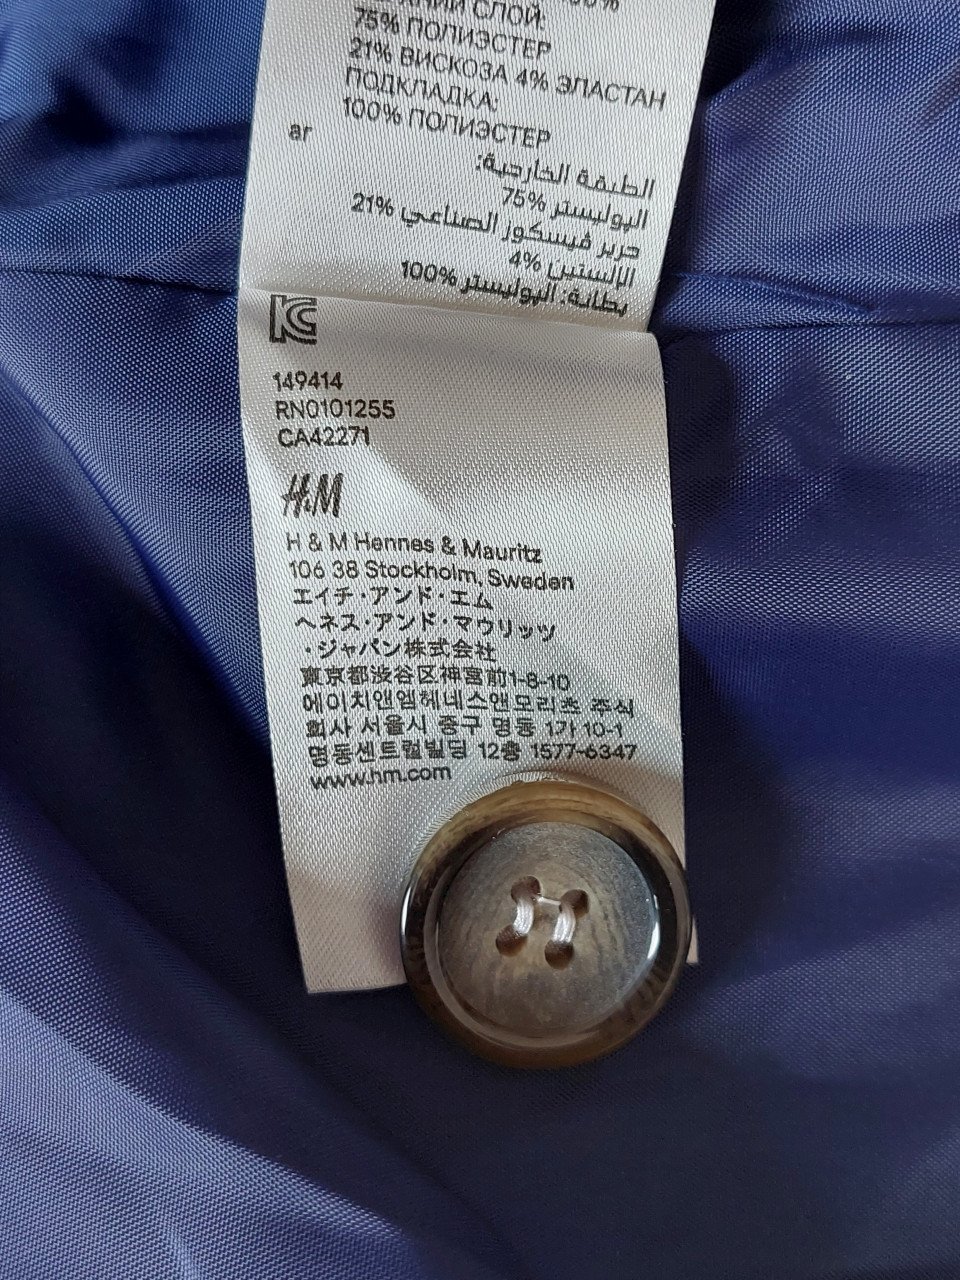 СЛОЙ:
75% ПОЛИЭСТЕР
21% ВИСКОЗА 4% ЭЛАСТАН
ПОДКЛАДКА:
100% ПОЛИЭСТЕР
ar
الطبقة الخارجية:
البوليستر 75%
حرير فيسكوز الصناعي 21%
الإلستين 4%
بطانة: البوليستر 100%
149414
RN0101255
CA42271
H&M
H & M Hennes & Mauritz
106 38 Stockholm, Sweden
エイチ・アンド・エム
ヘネス・アンド・マウリッツ
・ジャパン株式会社
東京都渋谷区神宮前1-8-10
에이치앤엠헤네스앤모리츠 주식
회사 서울시 중구 명동 1가 10-1
명동센트럴빌딩 12층 1577-6347
www.hm.com